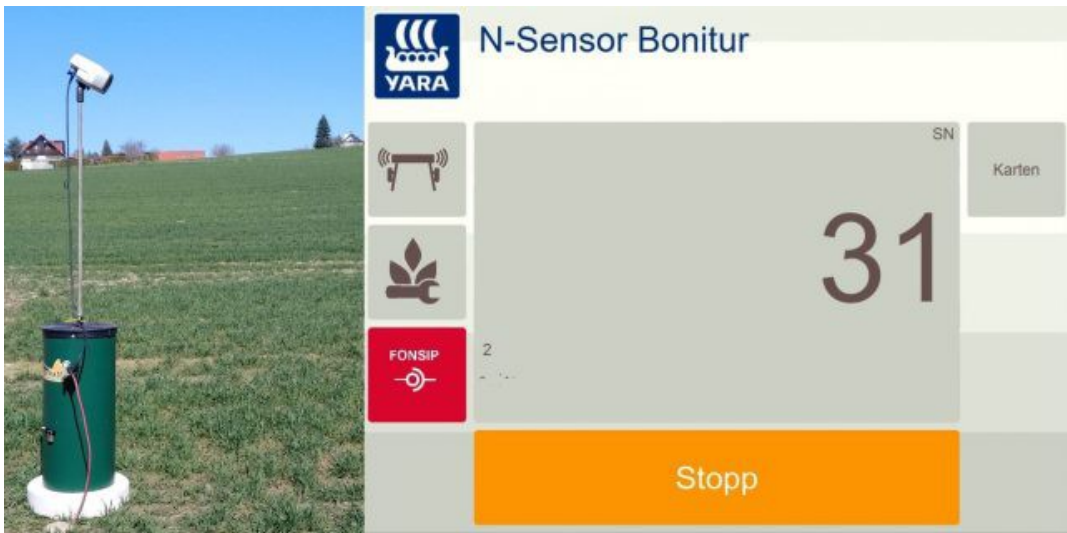 YARA
N-Sensor Bonitur
SN
Karten
31
FONSIP
2
Stopp